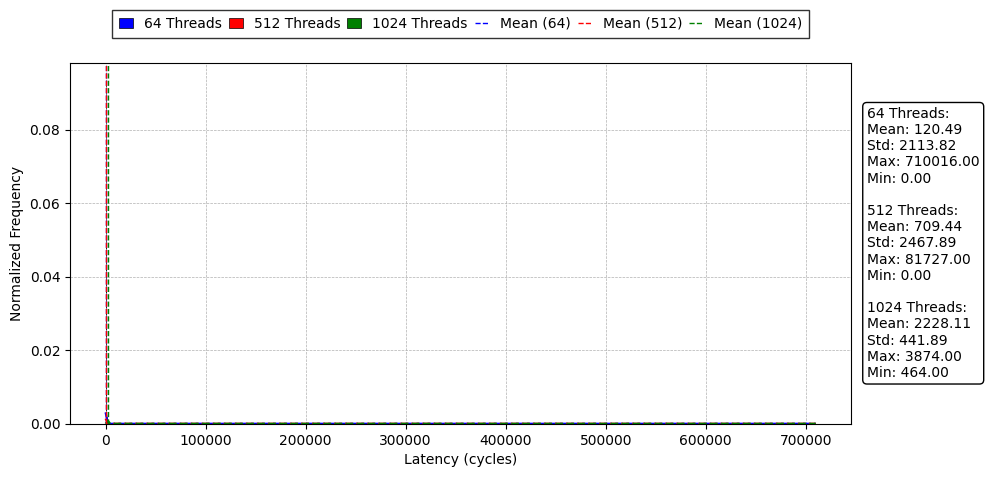 64 Threads 512 Threads 1024 Threads Mean (64) Mean (512) Mean (1024)
0.08
0.06
0.04
0.02
0.00
Normalized Frequency
0 100000 200000 300000 400000 500000 600000 700000
Latency (cycles)
64 Threads:
Mean: 120.49
Std: 2113.82
Max: 710016.00
Min: 0.00
512 Threads:
Mean: 709.44
Std: 2467.89
Max: 81727.00
Min: 0.00
1024 Threads:
Mean: 2228.11
Std: 441.89
Max: 3874.00
Min: 464.00